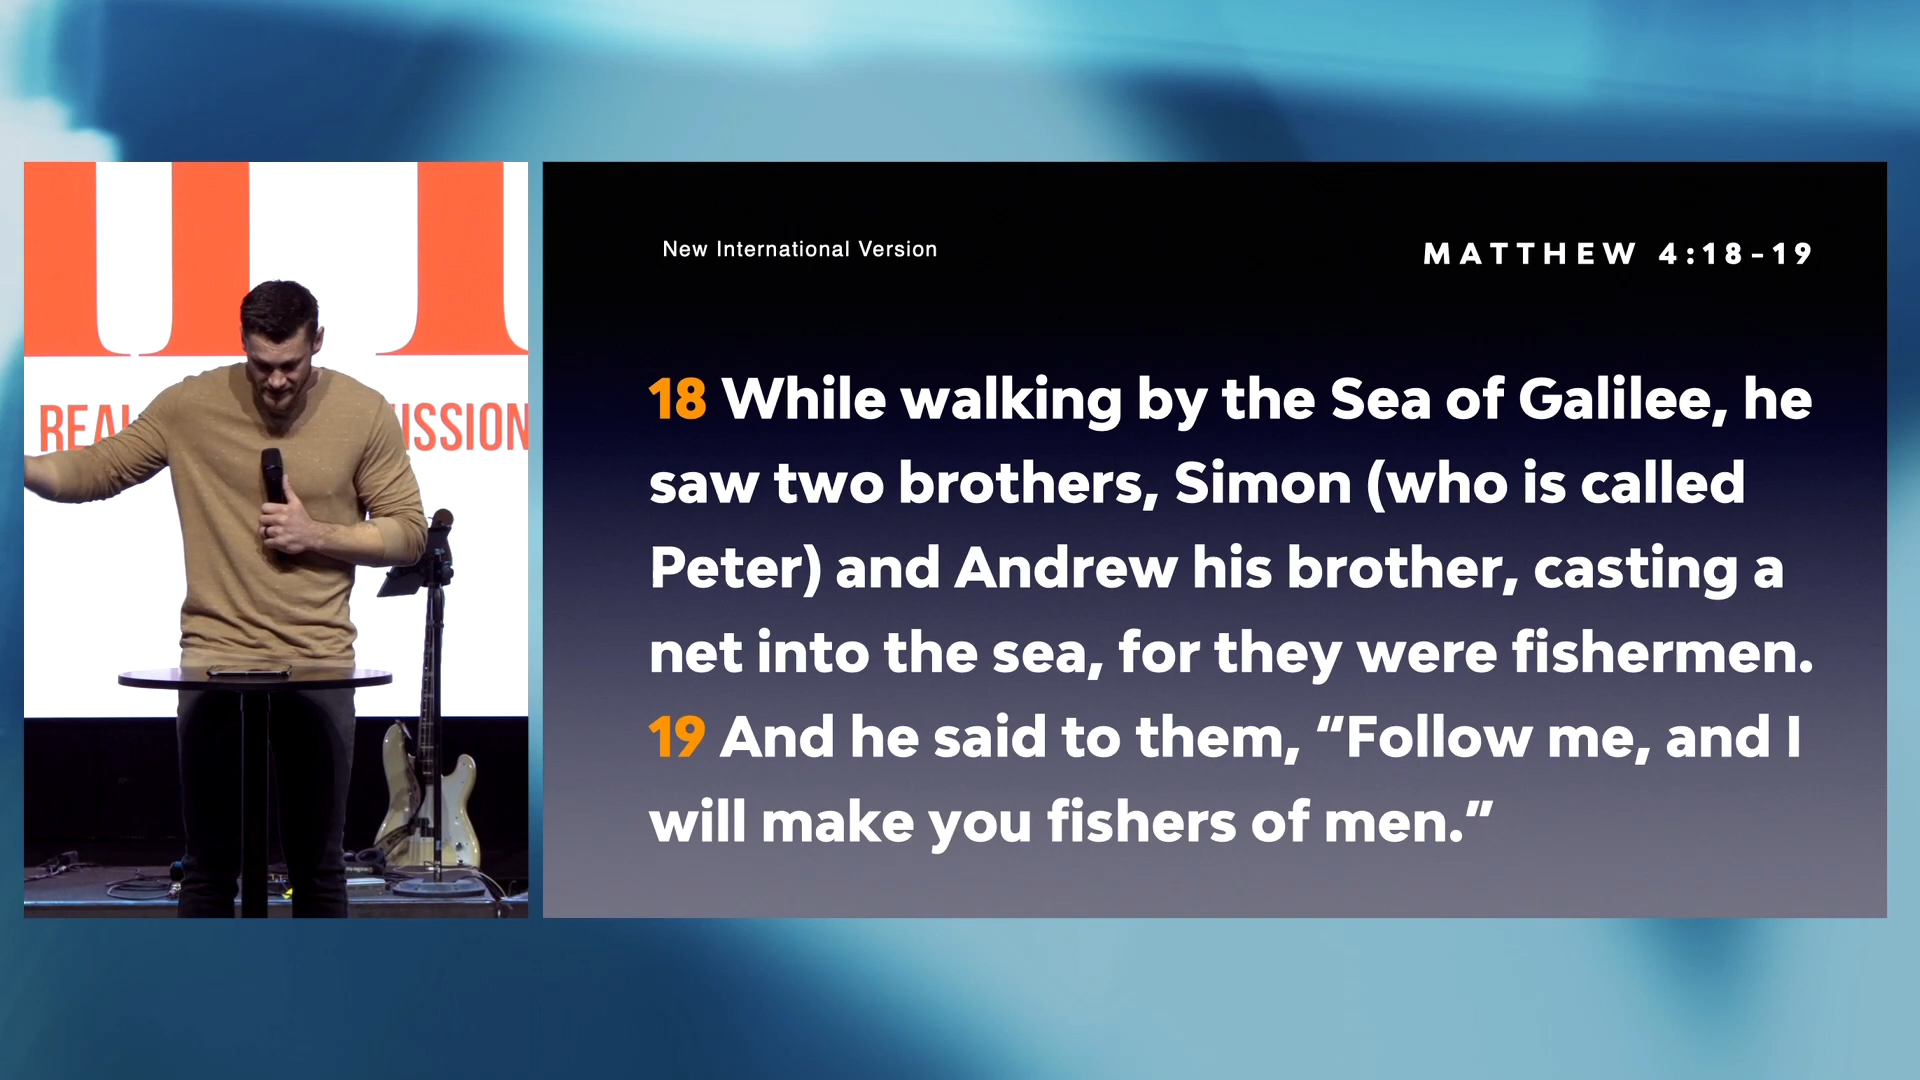 New International Version
MATTHEW 4:18-19
18 While walking by the Sea of Galilee, he
saw two brothers, Simon (who is called
Peter) and Andrew his brother, casting a
net into the sea, for they were fishermen.
19 And he said to them, “Follow me, and I
will make you fishers of men.”